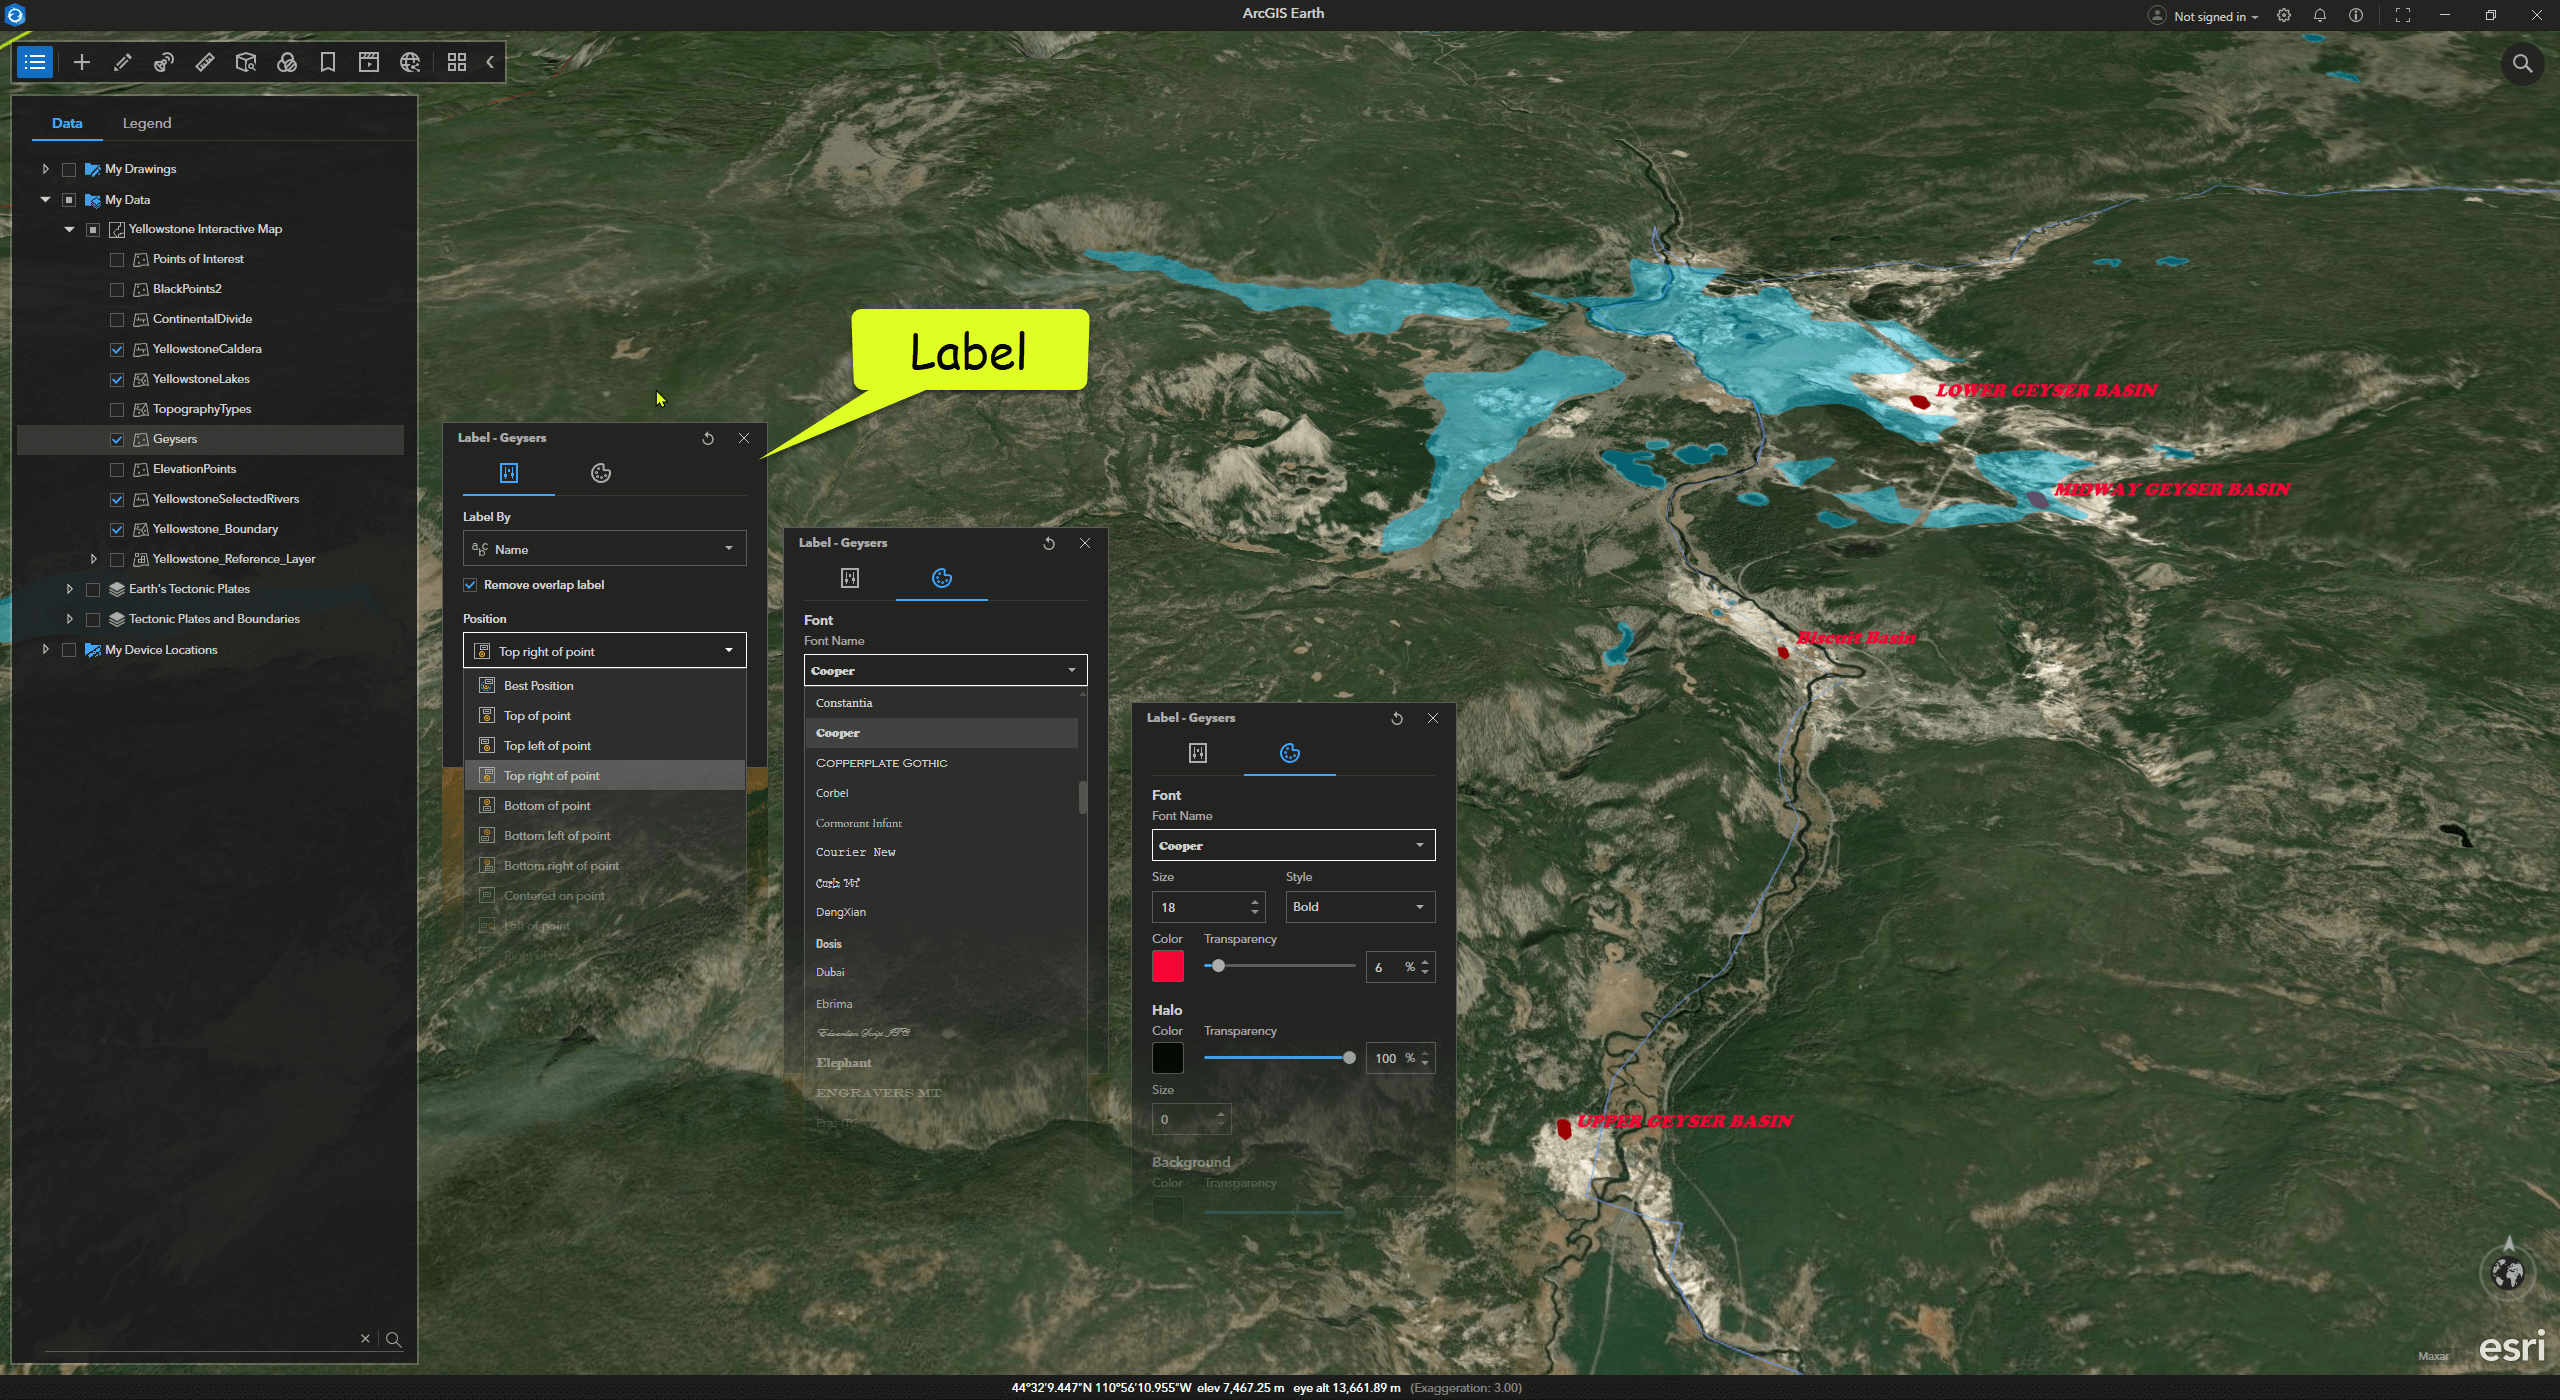 ArcGIS Earth
Not signed in
Data
Legend
My Drawings
My Data
Yellowstone Interactive Map
Points of Interest
BlackPoints2
ContinentalDivide
YellowstoneCaldera
YellowstoneLakes
TopographyTypes
Geysers
ElevationPoints
YellowstoneSelectedRivers
Yellowstone_Boundary
Yellowstone_Reference_Layer
Earth's Tectonic Plates
Tectonic Plates and Boundaries
My Device Locations
Label
Label - Geysers
Label By
abc Name
Remove overlap label
Position
Top right of point
Best Position
Top of point
Top left of point
Top right of point
Bottom of point
Bottom left of point
Bottom right of point
Centered on point
Left of point
Label - Geysers
Font
Font Name
Cooper
Constantia
Cooper
COPPERPLATE GOTHIC
Corbel
Cormorant Infant
Courier New
Curlz MT
DengXian
Dosis
Dubai
Ebrima
Edwardian Script ITC
Elephant
ENGRAVERS MT
Eras ITC
Label - Geysers
Font
Font Name
Cooper
Size
Style
18
Bold
Color
Transparency
6 %
Halo
Color
Transparency
100 %
Size
0
Background
Color
Transparency
100 %
LOWER GEYSER BASIN
MIDWAY GEYSER BASIN
Biscuit Basin
UPPER GEYSER BASIN
Maxar
esri
44°32'9.447"N 110°56'10.955"W elev 7,467.25 m eye alt 13,661.89 m (Exaggeration: 3.00)